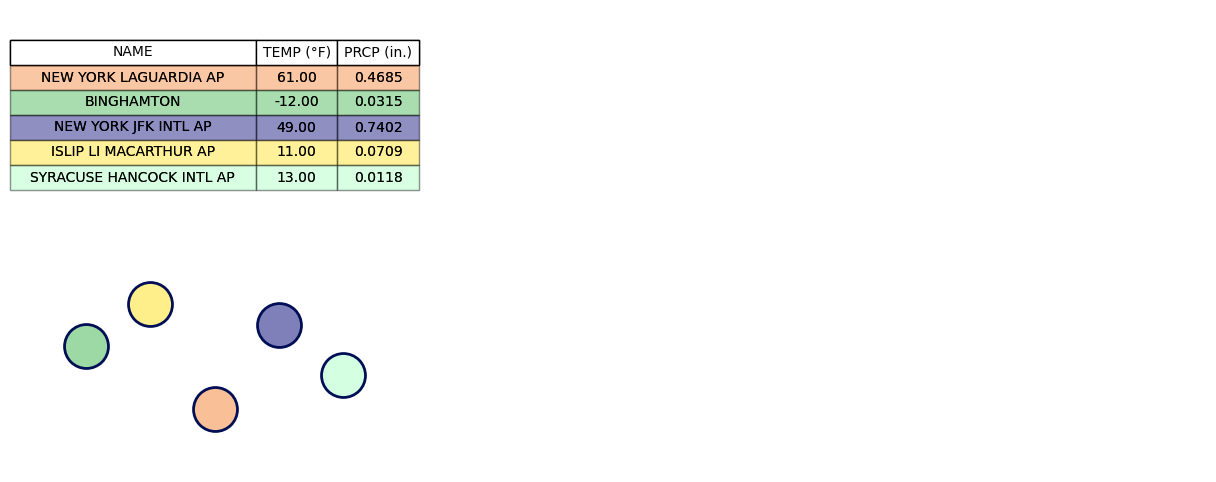 NAME TEMP (°F) PRCP (in.)
NEW YORK LAGUARDIA AP 61.00 0.4685
BINGHAMTON -12.00 0.0315
NEW YORK JFK INTL AP 49.00 0.7402
ISLIP LI MACARTHUR AP 11.00 0.0709
SYRACUSE HANCOCK INTL AP 13.00 0.0118